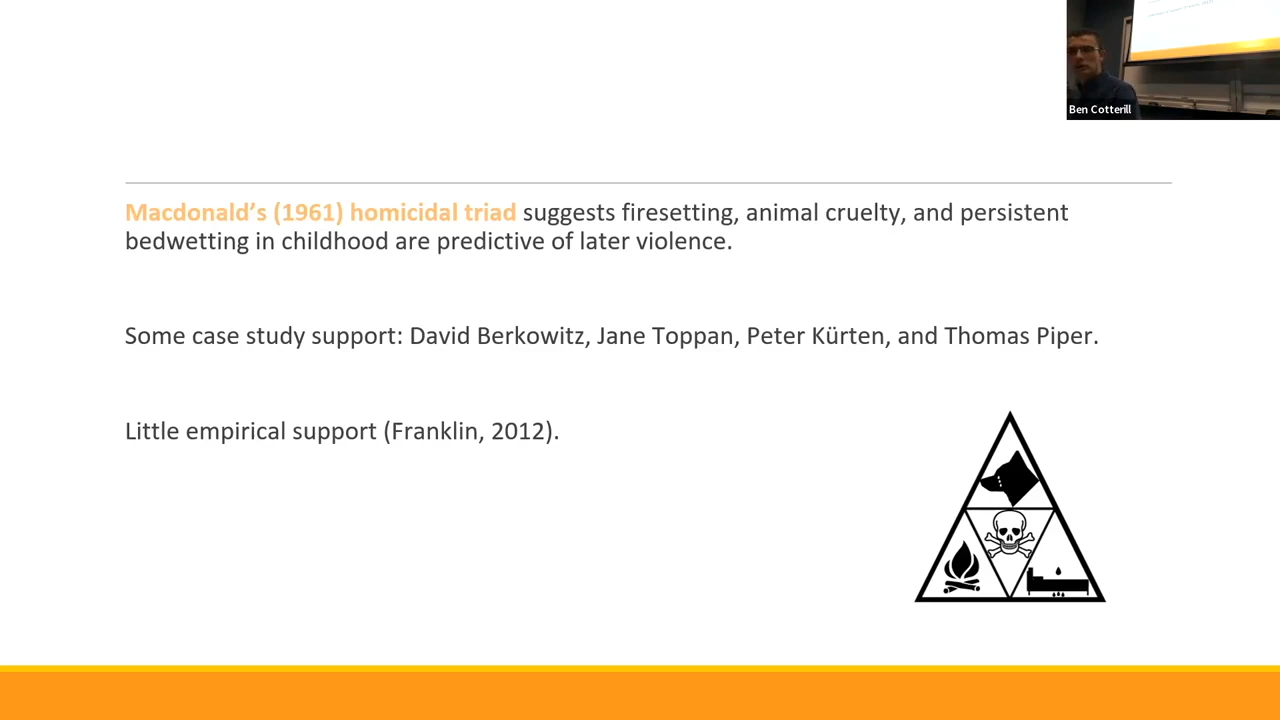 Ben Cotterill
Macdonald’s (1961) homicidal triad suggests firesetting, animal cruelty, and persistent
bedwetting in childhood are predictive of later violence.
Some case study support: David Berkowitz, Jane Toppan, Peter Kürten, and Thomas Piper.
Little empirical support (Franklin, 2012).